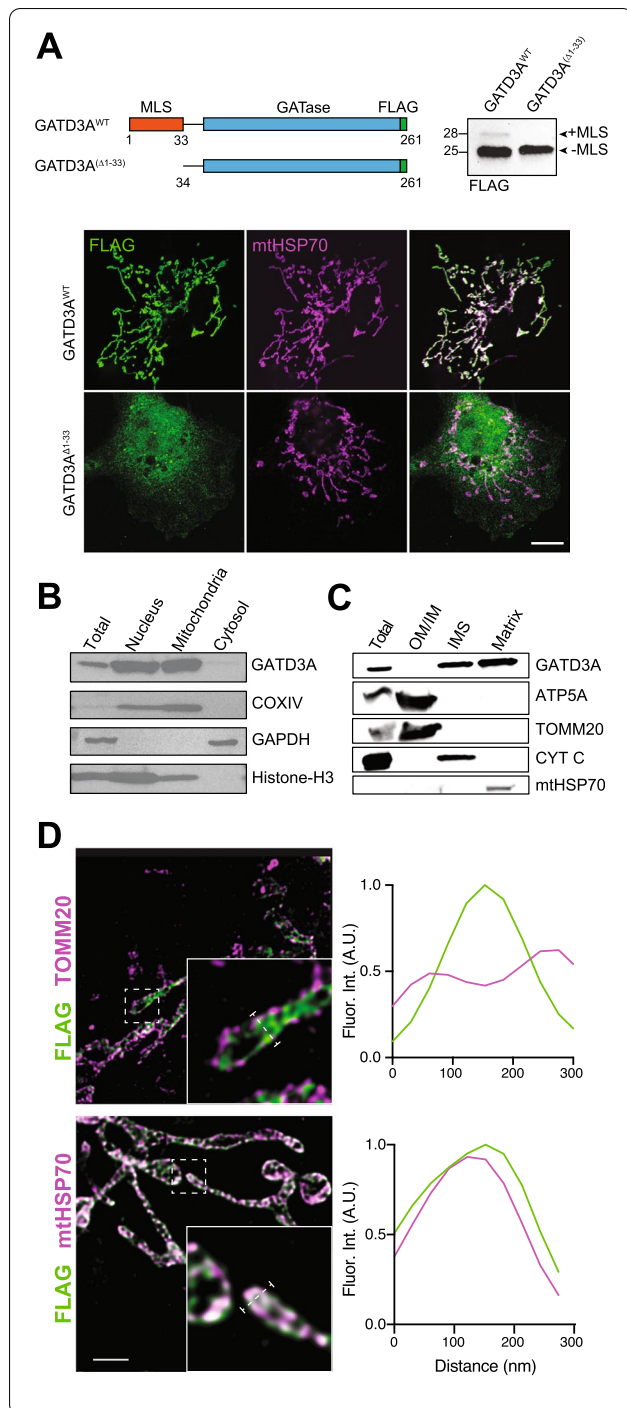 A
MLS GATase FLAG
GATD3A^WT
1 33 261
GATD3A^(Δ1-33)
34 261
GATD3A^WT
GATD3A^(Δ1-33)
28 +MLS
25 -MLS
FLAG
FLAG mtHSP70
GATD3A^WT
GATD3A^Δ1-33
B
Total Nucleus Mitochondria Cytosol
GATD3A
COXIV
GAPDH
Histone-H3
C
Total OM/IM IMS Matrix
GATD3A
ATP5A
TOMM20
CYT C
mtHSP70
D
FLAG TOMM20
Fluor. Int. (A.U.)
1.0
0.5
0.0
0 100 200 300
FLAG mtHSP70
Fluor. Int. (A.U.)
1.0
0.5
0.0
0 100 200 300
Distance (nm)